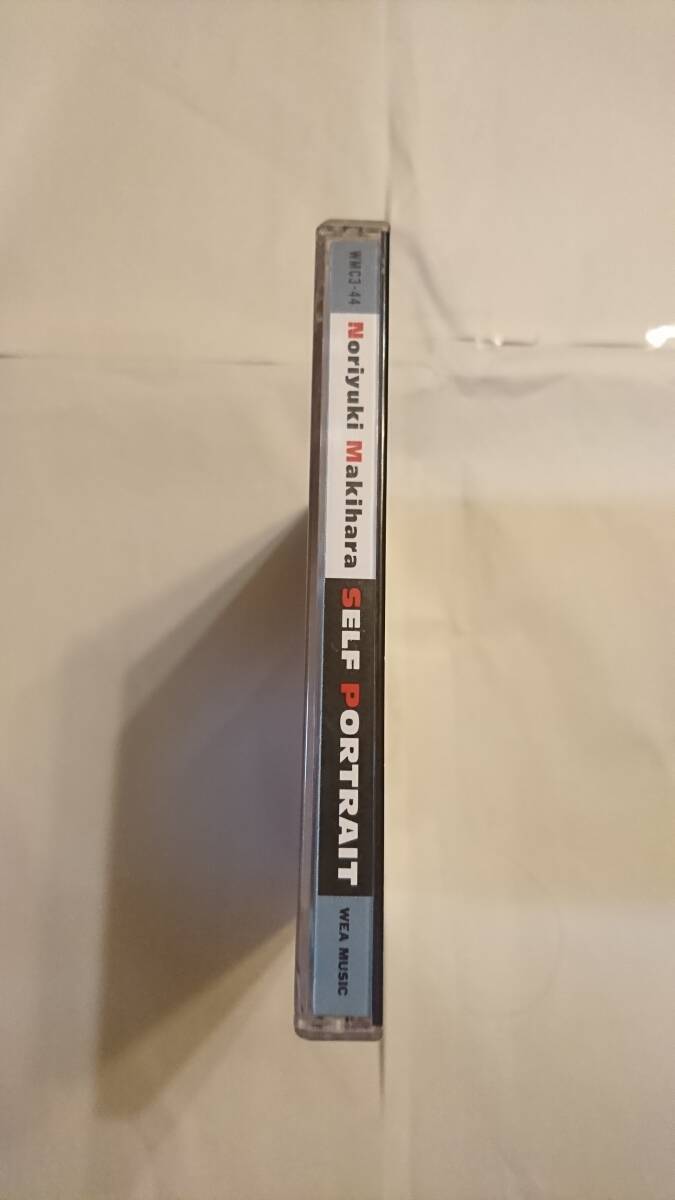 WMC3-44
Noriyuki Makihara
SELF PORTRAIT
WEA MUSIC